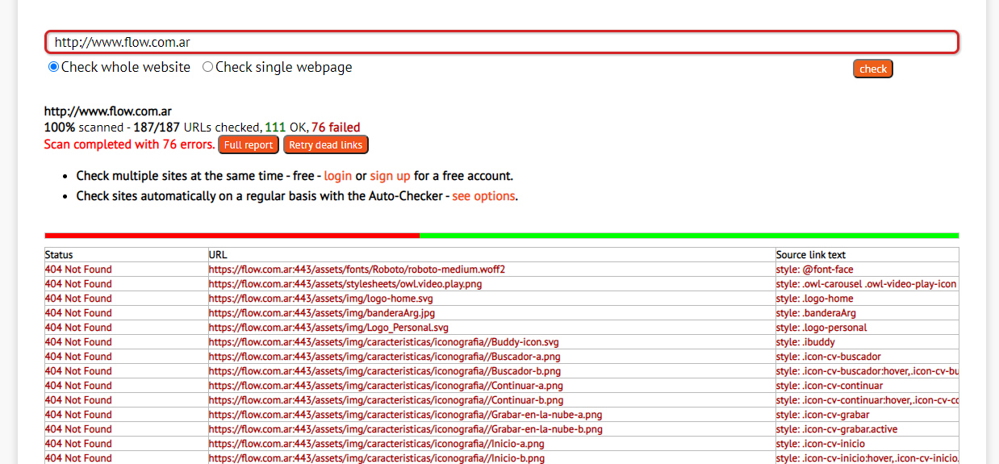 http://www.flow.com.ar
Check whole website Check single webpage check
http://www.flow.com.ar
100% scanned - 187/187 URLs checked, 111 OK, 76 failed
Scan completed with 76 errors. Full report Retry dead links
• Check multiple sites at the same time - free - login or sign up for a free account.
• Check sites automatically on a regular basis with the Auto-Checker - see options.
Status URL Source link text
404 Not Found https://flow.com.ar:443/assets/fonts/Roboto/roboto-medium.woff2 style: @font-face
404 Not Found https://flow.com.ar:443/assets/stylesheets/owl.video.play.png style: .owl-carousel .owl-video-play-icon
404 Not Found https://flow.com.ar:443/assets/img/logo-home.svg style: .logo-home
404 Not Found https://flow.com.ar:443/assets/img/banderaArg.jpg style: .banderaArg
404 Not Found https://flow.com.ar:443/assets/img/Logo_Personal.svg style: .logo-personal
404 Not Found https://flow.com.ar:443/assets/img/caracteristicas/iconografia//Buddy-icon.svg style: .ibuddy
404 Not Found https://flow.com.ar:443/assets/img/caracteristicas/iconografia//Buscador-a.png style: .icon-cv-buscador
404 Not Found https://flow.com.ar:443/assets/img/caracteristicas/iconografia//Buscador-b.png style: .icon-cv-buscador:hover,.icon-cv-bu
404 Not Found https://flow.com.ar:443/assets/img/caracteristicas/iconografia//Continuar-a.png style: .icon-cv-continuar
404 Not Found https://flow.com.ar:443/assets/img/caracteristicas/iconografia//Continuar-b.png style: .icon-cv-continuar:hover,.icon-cv-co
404 Not Found https://flow.com.ar:443/assets/img/caracteristicas/iconografia//Grabar-en-la-nube-a.png style: .icon-cv-grabar
404 Not Found https://flow.com.ar:443/assets/img/caracteristicas/iconografia//Grabar-en-la-nube-b.png style: .icon-cv-grabar.active
404 Not Found https://flow.com.ar:443/assets/img/caracteristicas/iconografia//Inicio-a.png style: .icon-cv-inicio
404 Not Found https://flow.com.ar:443/assets/img/caracteristicas/iconografia//Inicio-b.png style: .icon-cv-inicio:hover,.icon-cv-inicio.